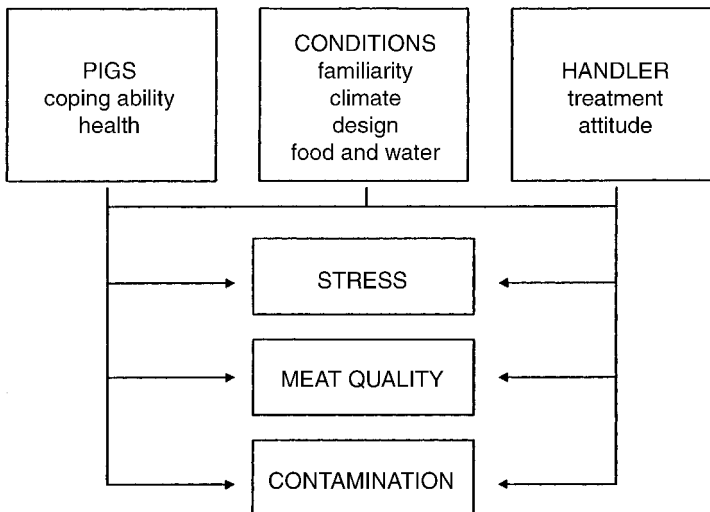 PIGS
coping ability
health
CONDITIONS
familiarity
climate
design
food and water
HANDLER
treatment
attitude
STRESS
MEAT QUALITY
CONTAMINATION